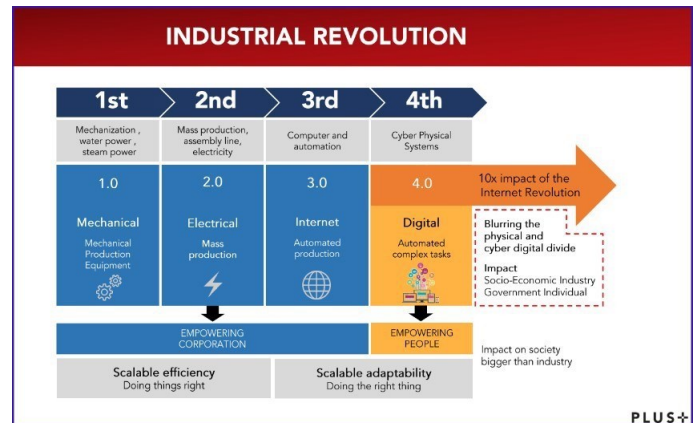 INDUSTRIAL REVOLUTION
1st
2nd
3rd
4th
Mechanization ,
water power ,
steam power
Mass production,
assembly line,
electricity
Computer and
automation
Cyber Physical
Systems
1.0
Mechanical
Mechanical
Production
Equipment
2.0
Electrical
Mass
production
3.0
Internet
Automated
production
4.0
Digital
Automated
complex tasks
10x impact of the
Internet Revolution
Blurring the
physical and
cyber digital divide
Impact
Socio-Economic Industry
Government Individual
EMPOWERING
CORPORATION
EMPOWERING
PEOPLE
Impact on society
bigger than industry
Scalable efficiency
Doing things right
Scalable adaptability
Doing the right thing
PLUS